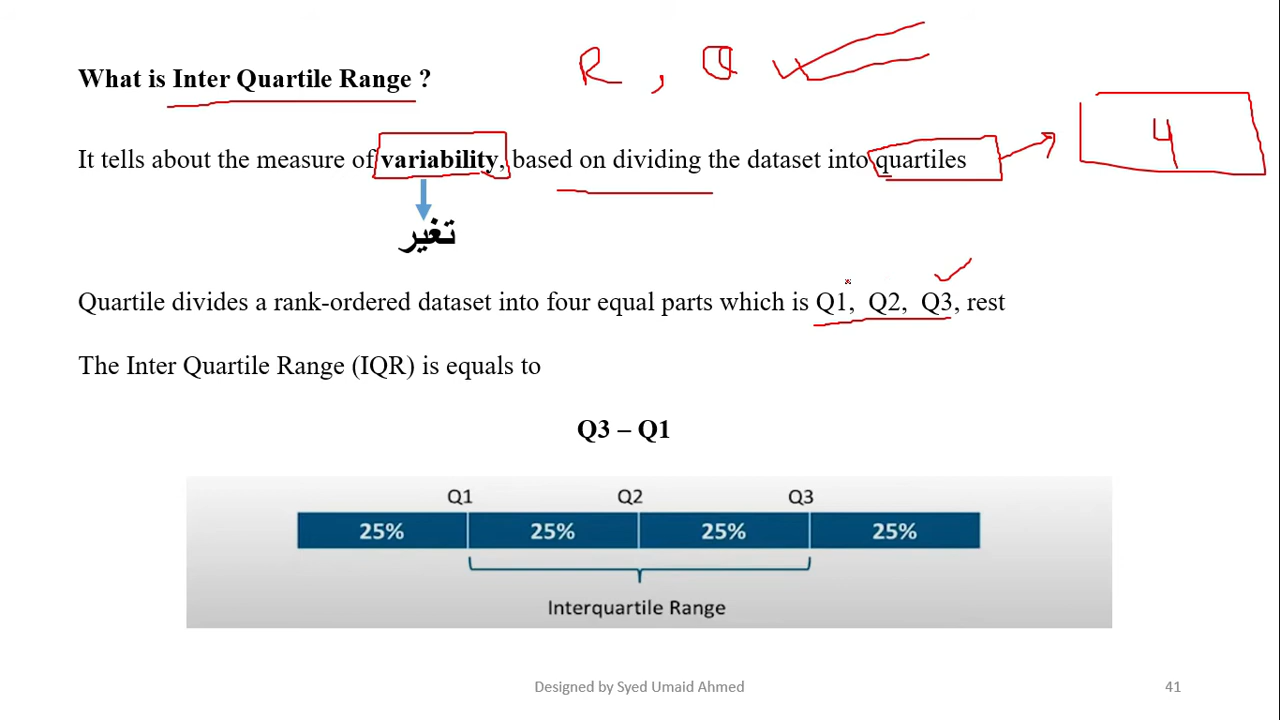 What is Inter Quartile Range ?
R , Q
It tells about the measure of variability, based on dividing the dataset into quartiles
4
تغير
Quartile divides a rank-ordered dataset into four equal parts which is Q1, Q2, Q3, rest
The Inter Quartile Range (IQR) is equals to
Q3 – Q1
Q1 Q2 Q3
25% 25% 25% 25%
Interquartile Range
Designed by Syed Umaid Ahmed
41